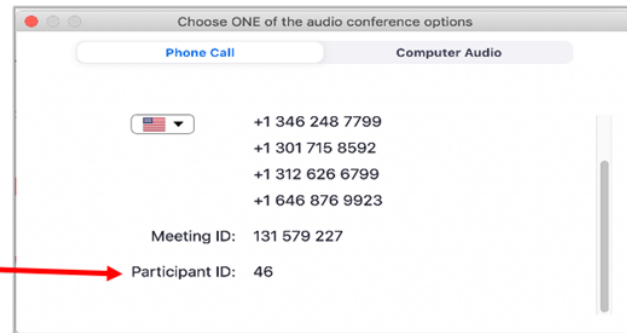 Choose ONE of the audio conference options
Phone Call Computer Audio
+1 346 248 7799
+1 301 715 8592
+1 312 626 6799
+1 646 876 9923
Meeting ID: 131 579 227
Participant ID: 46